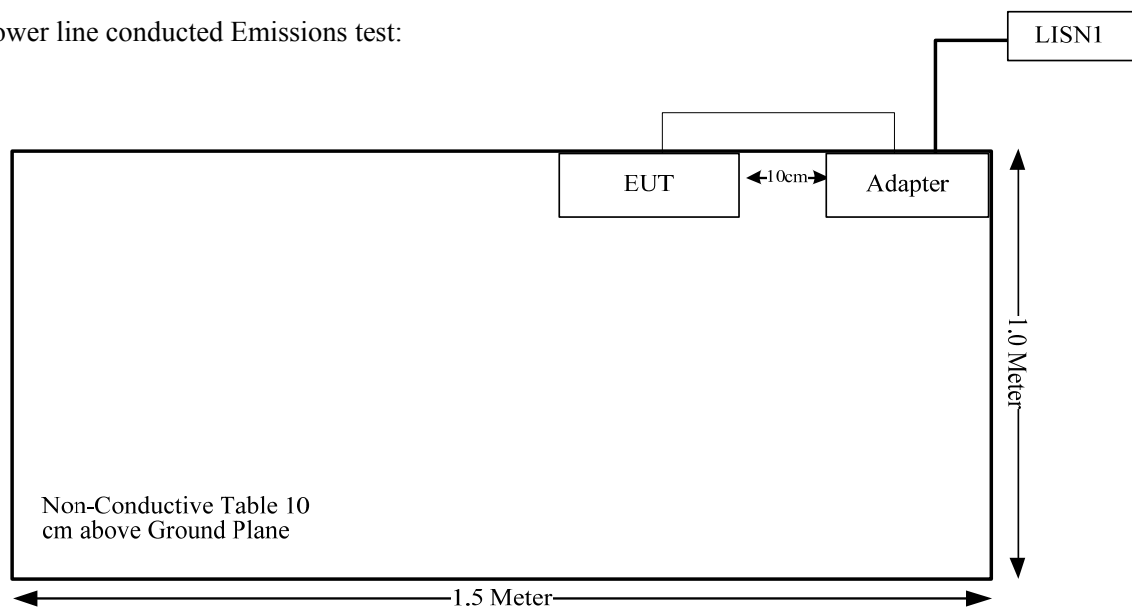 ower line conducted Emissions test:
LISN1
EUT
10cm
Adapter
1.0 Meter
Non-Conductive Table 10
cm above Ground Plane
1.5 Meter